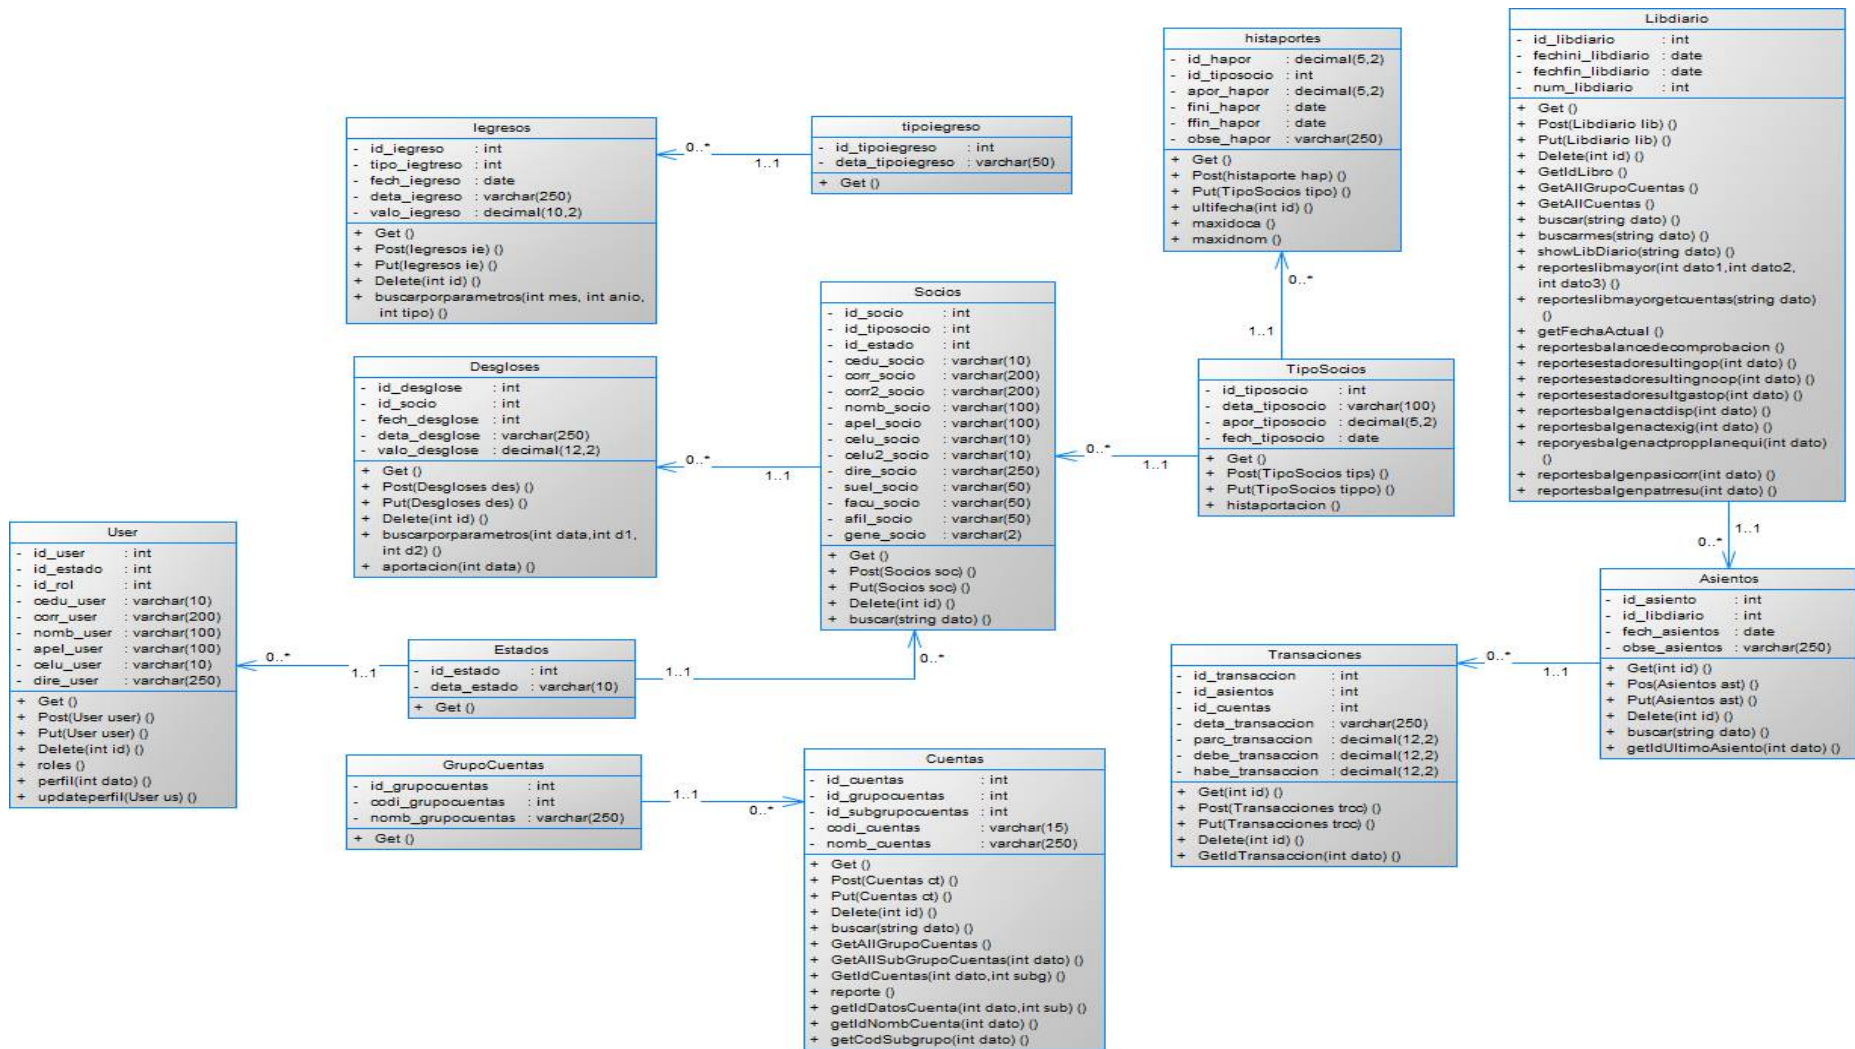 Iegresos
- id_iegreso : int
- tipo_iegtreso : int
- fech_iegreso : date
- deta_iegreso : varchar(250)
- valo_iegreso : decimal(10,2)
+ Get ()
+ Post(Iegresos ie) ()
+ Put(Iegresos ie) ()
+ Delete(int id) ()
+ buscarporparametros(int mes, int anio,
int tipo) ()
0..*
1..1
tipoiegreso
- id_tipoiegreso : int
- deta_tipoiegreso : varchar(50)
+ Get ()
histaportes
- id_hapor : decimal(5,2)
- id_tiposocio : int
- apor_hapor : decimal(5,2)
- fini_hapor : date
- ffin_hapor : date
- obse_hapor : varchar(250)
+ Get ()
+ Post(histaporte hap) ()
+ Put(TipoSocios tipo) ()
+ ultifecha(int id) ()
+ maxidoca ()
+ maxidnom ()
0..*
1..1
Libdiario
- id_libdiario : int
- fechini_libdiario : date
- fechfin_libdiario : date
- num_libdiario : int
+ Get ()
+ Post(Libdiario lib) ()
+ Put(Libdiario lib) ()
+ Delete(int id) ()
+ GetIdLibro ()
+ GetAllGrupoCuentas ()
+ GetAllCuentas ()
+ buscar(string dato) ()
+ buscarmes(string dato) ()
+ showLibDiario(string dato) ()
+ reporteslibmayor(int dato1,int dato2,
int dato3) ()
+ reporteslibmayorgetcuentas(string dato)
()
+ getFechaActual ()
+ reportesbalancedecomprobacion ()
+ reportesestadoresultingop(int dato) ()
+ reportesestadoresultingnoop(int dato) ()
+ reportesestadoresultgastop(int dato) ()
+ reportesbalgenactdisp(int dato) ()
+ reportesbalgenactexig(int dato) ()
+ reporyesbalgenactpropplanequi(int dato)
()
+ reportesbalgenpasicorr(int dato) ()
+ reportesbalgenpatrresu(int dato) ()
1..1
0..*
Desgloses
- id_desglose : int
- id_socio : int
- fech_desglose : int
- deta_desglose : varchar(250)
- valo_desglose : decimal(12,2)
+ Get ()
+ Post(Desgloses des) ()
+ Put(Desgloses des) ()
+ Delete(int id) ()
+ buscarporparametros(int data,int d1,
int d2) ()
+ aportacion(int data) ()
0..*
1..1
Socios
- id_socio : int
- id_tiposocio : int
- id_estado : int
- cedu_socio : varchar(10)
- corr_socio : varchar(200)
- corr2_socio : varchar(200)
- nomb_socio : varchar(100)
- apel_socio : varchar(100)
- celu_socio : varchar(10)
- celu2_socio : varchar(10)
- dire_socio : varchar(250)
- suel_socio : varchar(50)
- facu_socio : varchar(50)
- afil_socio : varchar(50)
- gene_socio : varchar(2)
+ Get ()
+ Post(Socios soc) ()
+ Put(Socios soc) ()
+ Delete(int id) ()
+ buscar(string dato) ()
0..*
1..1
TipoSocios
- id_tiposocio : int
- deta_tiposocio : varchar(100)
- apor_tiposocio : decimal(5,2)
- fech_tiposocio : date
+ Get ()
+ Post(TipoSocios tips) ()
+ Put(TipoSocios tippo) ()
+ histaportacion ()
User
- id_user : int
- id_estado : int
- id_rol : int
- cedu_user : varchar(10)
- corr_user : varchar(200)
- nomb_user : varchar(100)
- apel_user : varchar(100)
- celu_user : varchar(10)
- dire_user : varchar(250)
+ Get ()
+ Post(User user) ()
+ Put(User user) ()
+ Delete(int id) ()
+ roles ()
+ perfil(int dato) ()
+ updateperfil(User us) ()
0..*
1..1
Estados
- id_estado : int
- deta_estado : varchar(10)
+ Get ()
1..1
0..*
Asientos
- id_asiento : int
- id_libdiario : int
- fech_asientos : date
- obse_asientos : varchar(250)
+ Get(int id) ()
+ Pos(Asientos ast) ()
+ Put(Asientos ast) ()
+ Delete(int id) ()
+ buscar(string dato) ()
+ getIdUltimoAsiento(int dato) ()
0..*
1..1
Transaciones
- id_transaccion : int
- id_asientos : int
- id_cuentas : int
- deta_transaccion : varchar(250)
- parc_transaccion : decimal(12,2)
- debe_transaccion : decimal(12,2)
- habe_transaccion : decimal(12,2)
+ Get(int id) ()
+ Post(Transacciones trcc) ()
+ Put(Transacciones trcc) ()
+ Delete(int id) ()
+ GetIdTransaccion(int dato) ()
GrupoCuentas
- id_grupocuentas : int
- codi_grupocuentas : int
- nomb_grupocuentas : varchar(250)
+ Get ()
1..1
0..*
Cuentas
- id_cuentas : int
- id_grupocuentas : int
- id_subgrupocuentas : int
- codi_cuentas : varchar(15)
- nomb_cuentas : varchar(250)
+ Get ()
+ Post(Cuentas ct) ()
+ Put(Cuentas ct) ()
+ Delete(int id) ()
+ buscar(string dato) ()
+ GetAllGrupoCuentas ()
+ GetAllSubGrupoCuentas(int dato) ()
+ GetIdCuentas(int dato,int subg) ()
+ reporte ()
+ getIdDatosCuenta(int dato,int sub) ()
+ getIdNombCuenta(int dato) ()
+ getCodSubgrupo(int dato) ()